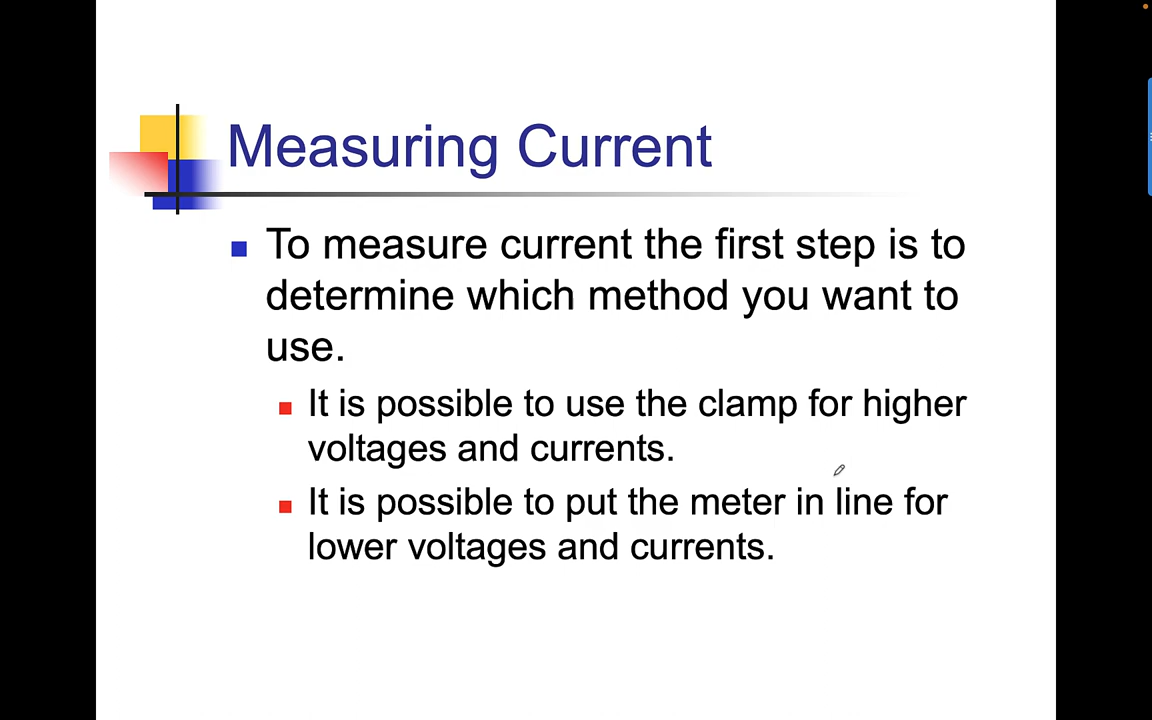 Measuring Current
To measure current the first step is to
determine which method you want to
use.
It is possible to use the clamp for higher
voltages and currents.
It is possible to put the meter in line for
lower voltages and currents.